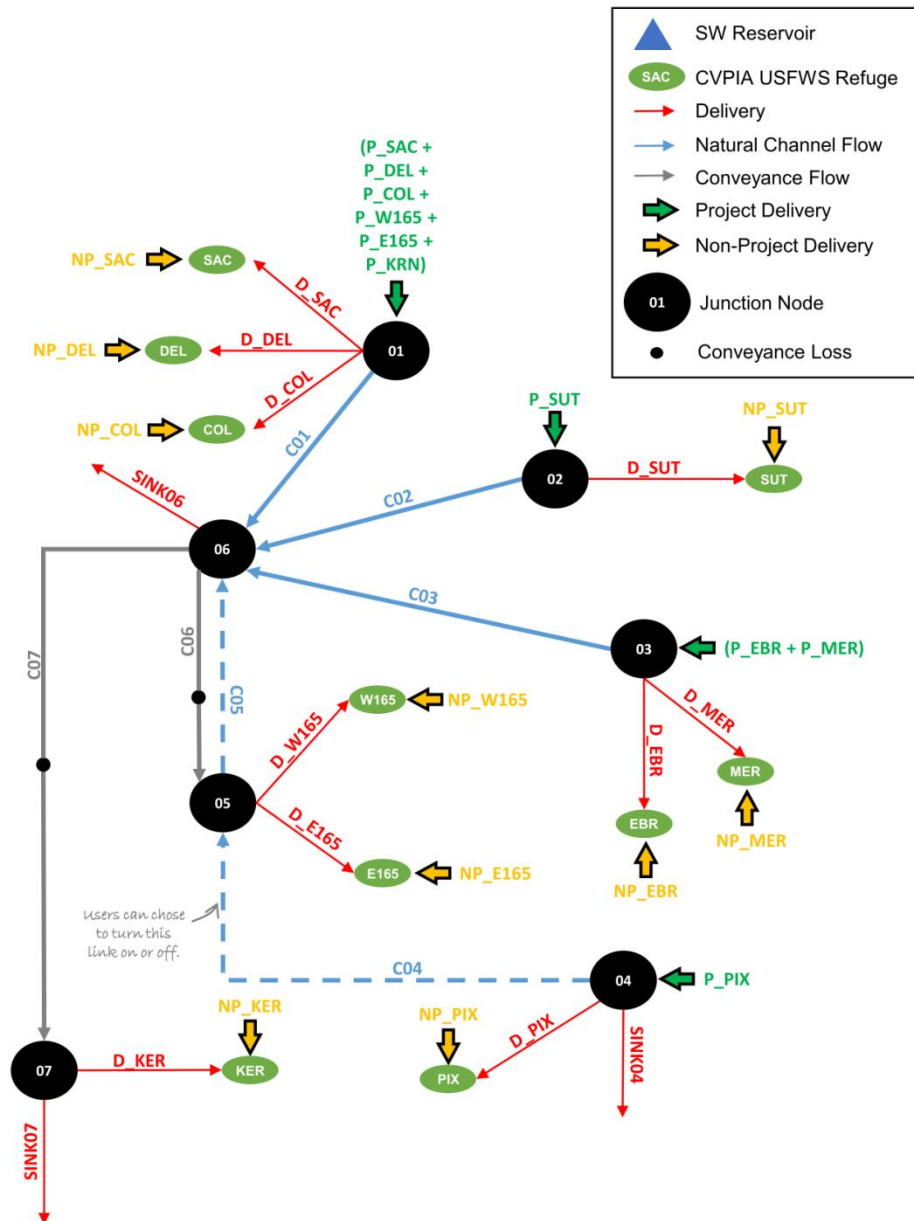 SW Reservoir
SAC
CVPIA USFWS Refuge
Delivery
Natural Channel Flow
Conveyance Flow
Project Delivery
Non-Project Delivery
01
Junction Node
Conveyance Loss
(P_SAC +
P_DEL +
P_COL +
P_W165 +
P_E165 +
P_KRN)
NP_SAC
SAC
D_SAC
NP_DEL
DEL
D_DEL
01
NP_COL
COL
D_COL
C01
P_SUT
NP_SUT
02
D_SUT
SUT
SINK06
C02
06
C03
03
(P_EBR + P_MER)
C07
C06
C05
W165
NP_W165
D_W165
D_EBR
D_MER
MER
NP_MER
05
D_E165
EBR
NP_EBR
E165
NP_E165
Users can chose
to turn this
link on or off.
C04
04
P_PIX
NP_KER
NP_PIX
D_PIX
SINK04
07
D_KER
KER
PIX
SINK07